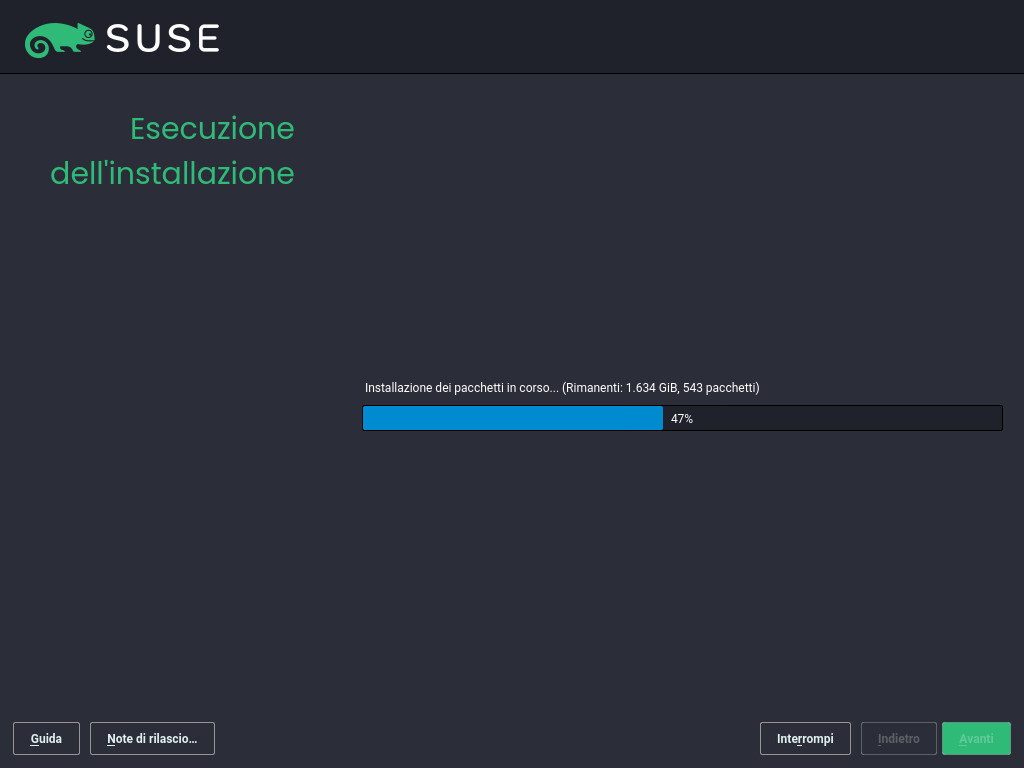 SUSE
Esecuzione
dell'installazione
Installazione dei pacchetti in corso... (Rimanenti: 1.634 GiB, 543 pacchetti)
47%
Guida
Note di rilascio...
Interrompi
Indietro
Avanti